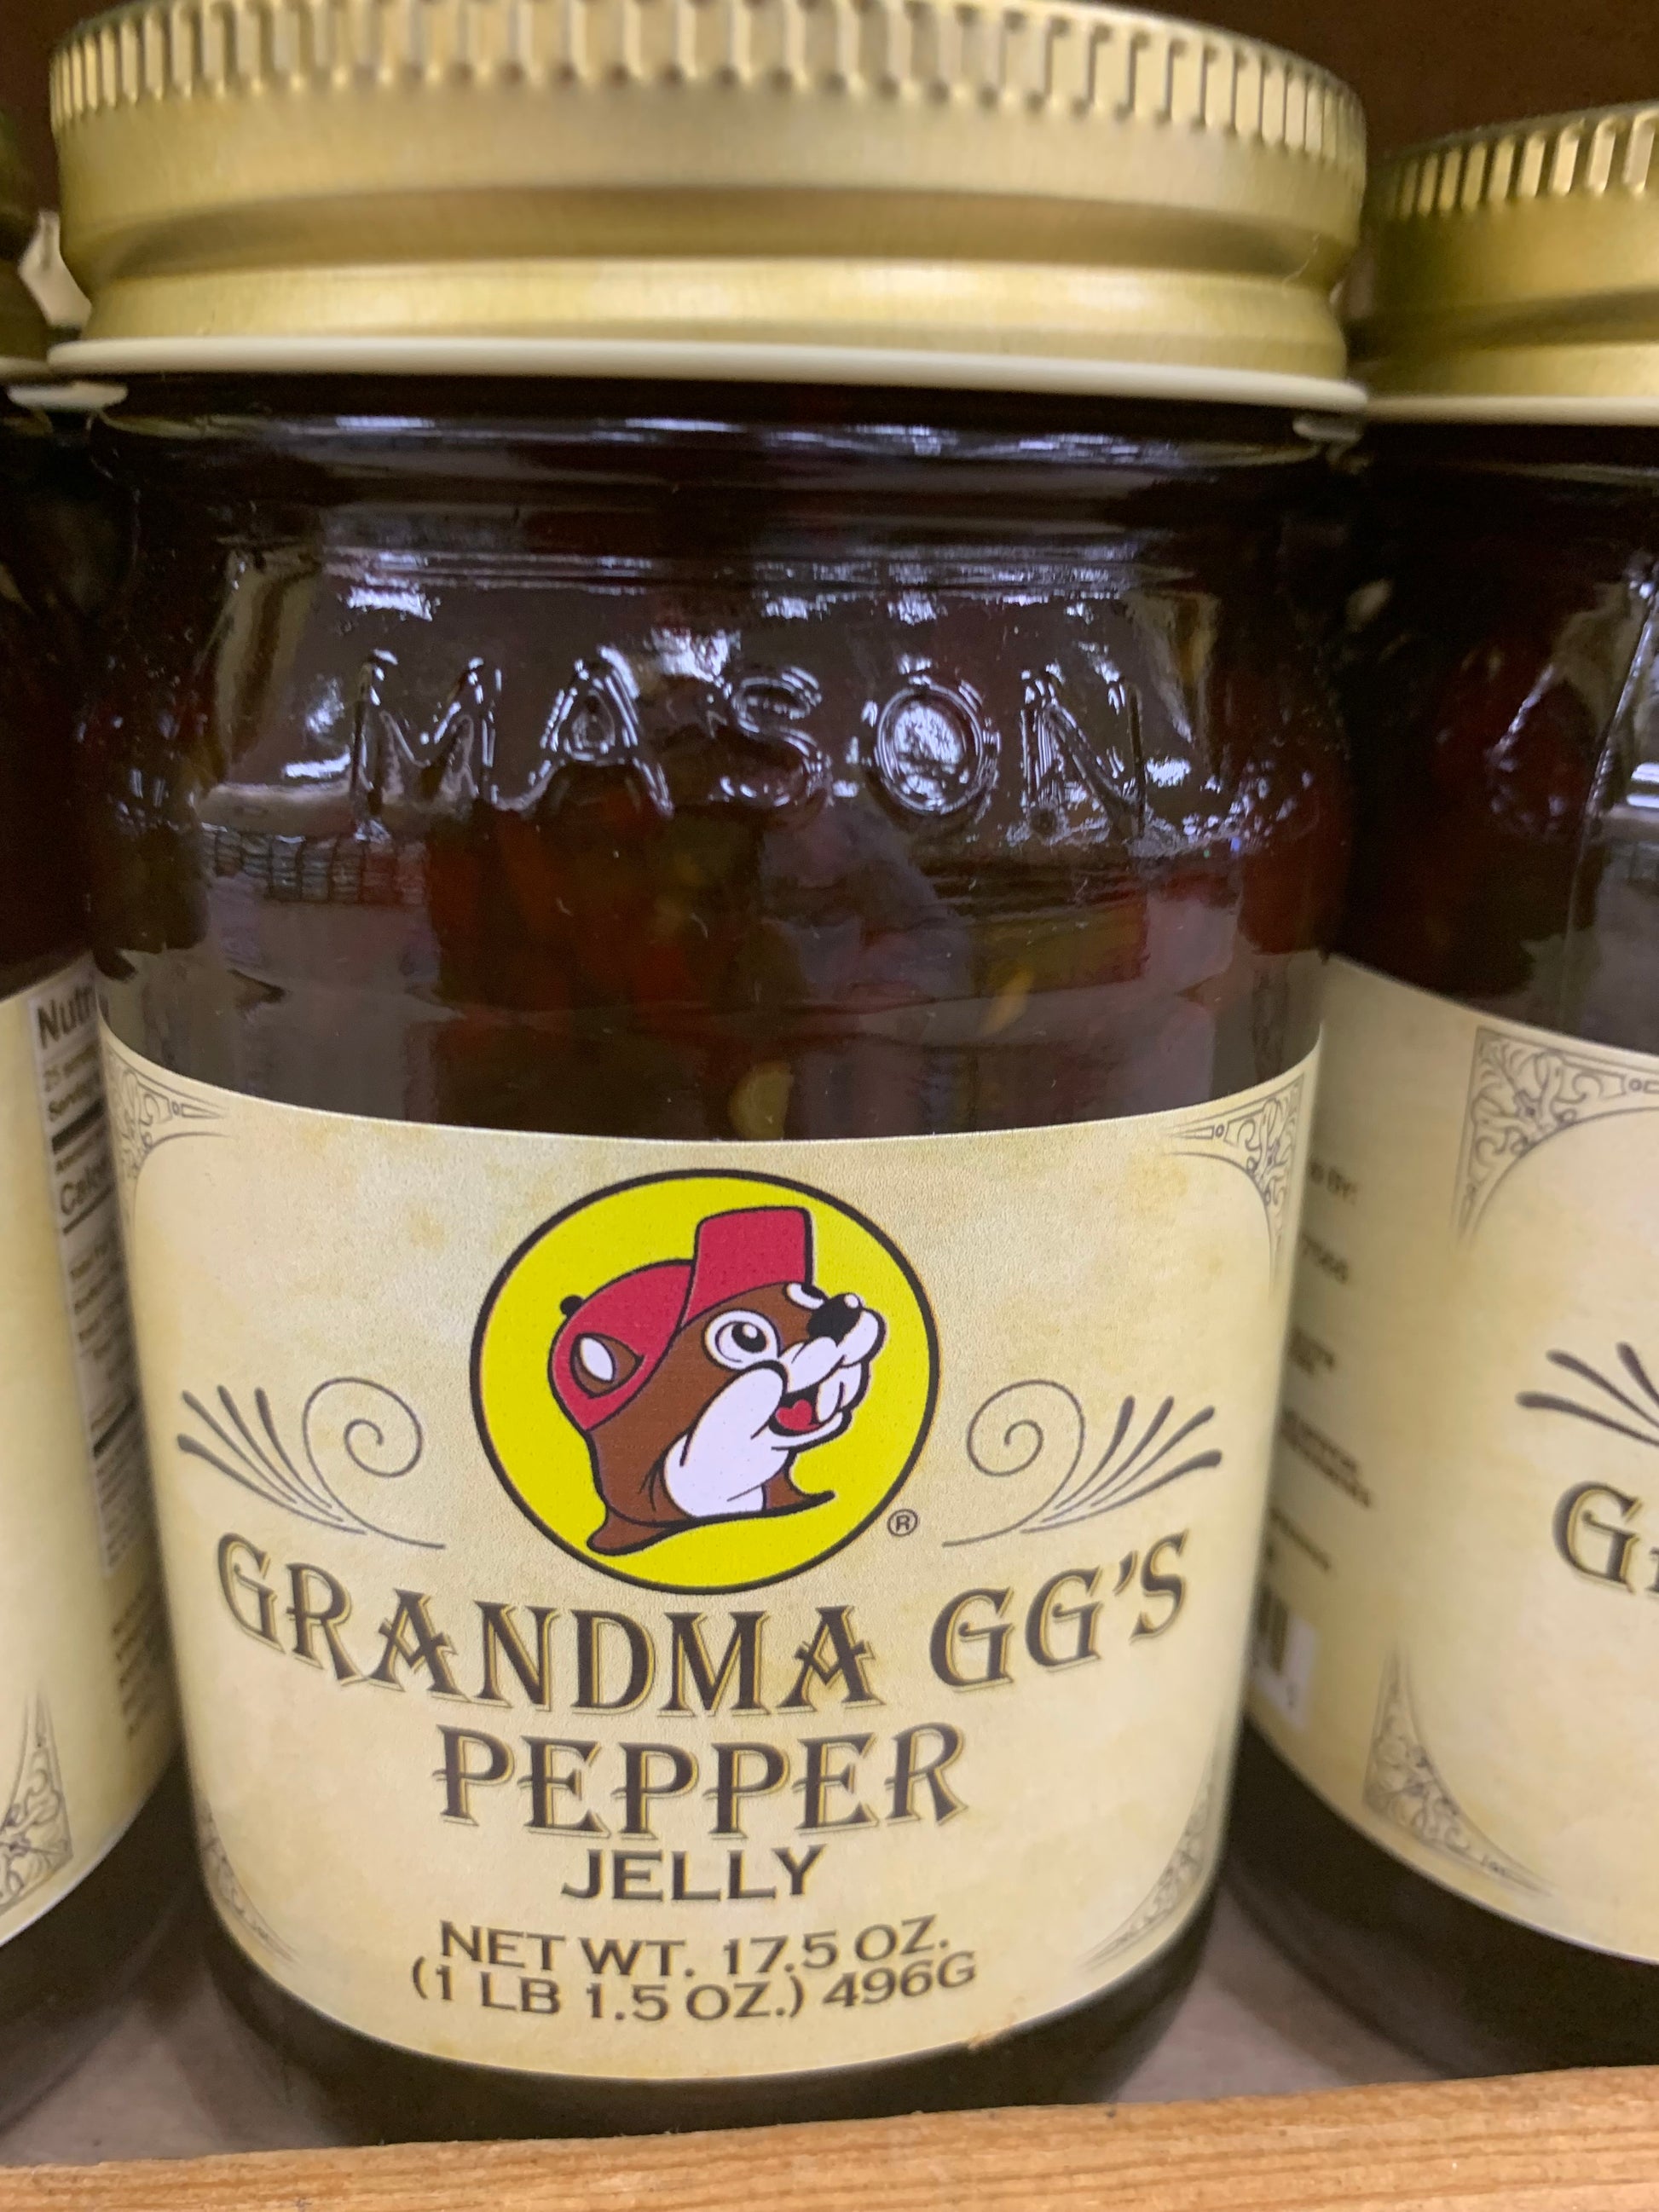 MASON
®
GRANDMA GG'S
PEPPER
JELLY
NET WT. 17.5 OZ.
(1 LB 1.5 OZ.) 496G